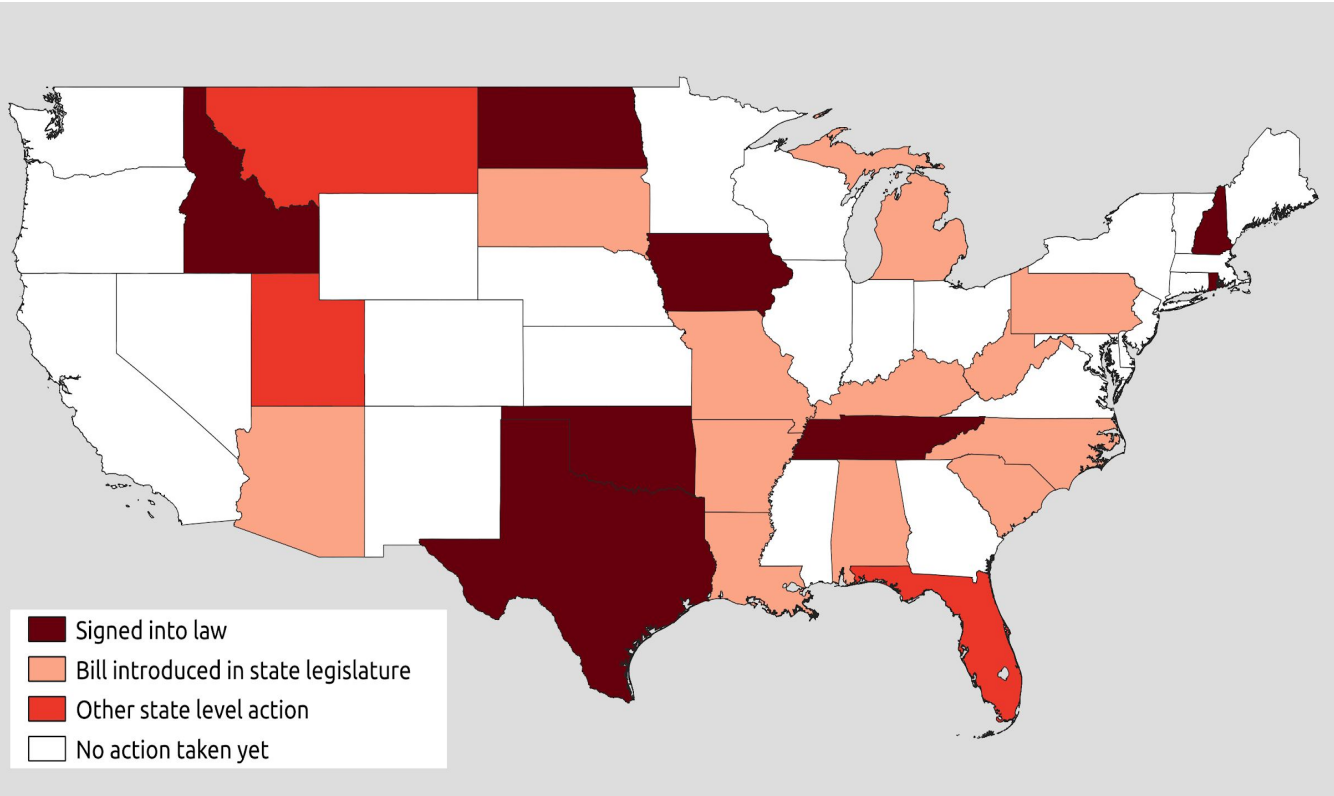 Signed into law
Bill introduced in state legislature
Other state level action
No action taken yet